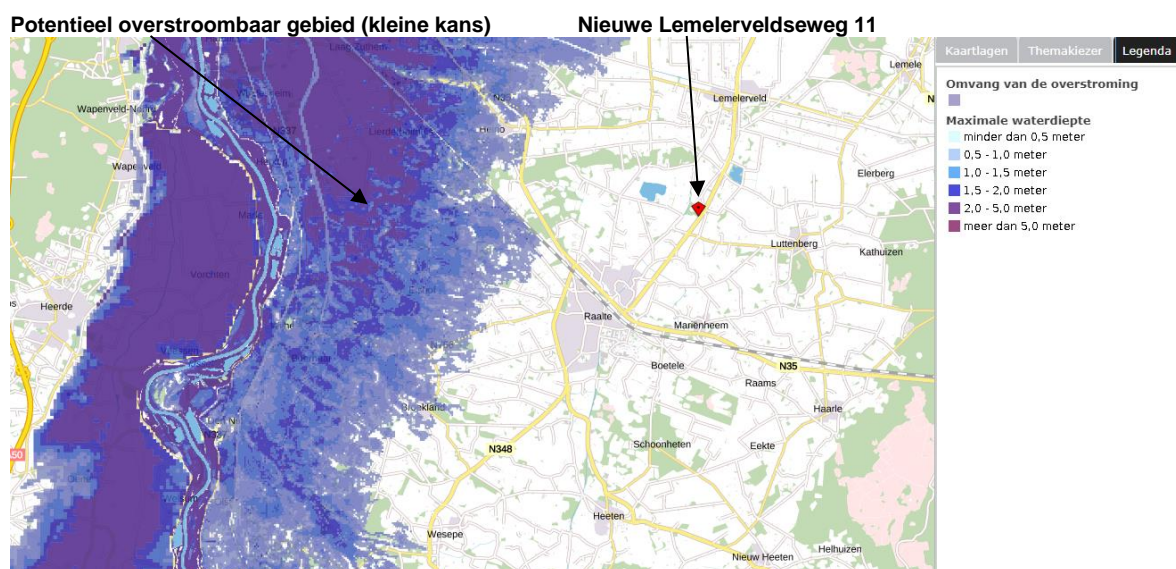 Potentieel overstroombaar gebied (kleine kans)
Nieuwe Lemelerveldseweg 11
Kaartlagen
Themakiezer
Legenda
Omvang van de overstroming
Maximale waterdiepte
minder dan 0,5 meter
0,5 - 1,0 meter
1,0 - 1,5 meter
1,5 - 2,0 meter
2,0 - 5,0 meter
meer dan 5,0 meter
Lemele
Lemelerveld
Wapenveld
Elerberg
Luttenberg
Kathuizen
Vorchten
Heerde
Raalte
Mariënheem
Boetele
N35
Raams
Haarle
N348
Schoonheten
Eekte
Wesepe
Heeten
Nieuw Heeten
Helhuizen